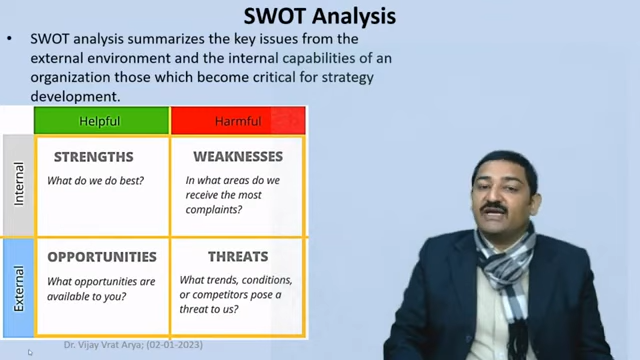 SWOT Analysis
• SWOT analysis summarizes the key issues from the
external environment and the internal capabilities of an
organization those which become critical for strategy
development.
Helpful
Harmful
Internal
STRENGTHS
What do we do best?
WEAKNESSES
In what areas do we
receive the most
complaints?
External
OPPORTUNITIES
What opportunities are
available to you?
THREATS
What trends, conditions,
or competitors pose a
threat to us?
Dr. Vijay Vrat Arya; (02-01-2023)